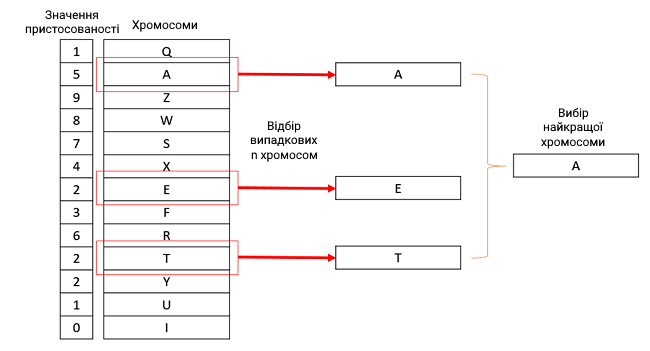 Значення
пристосованості
Хромосоми
1 Q
5 A
9 Z
8 W
7 S
4 X
2 E
3 F
6 R
2 T
2 Y
1 U
0 I
Відбір
випадкових
n хромосом
A
E
T
Вибір
найкращої
хромосоми
A